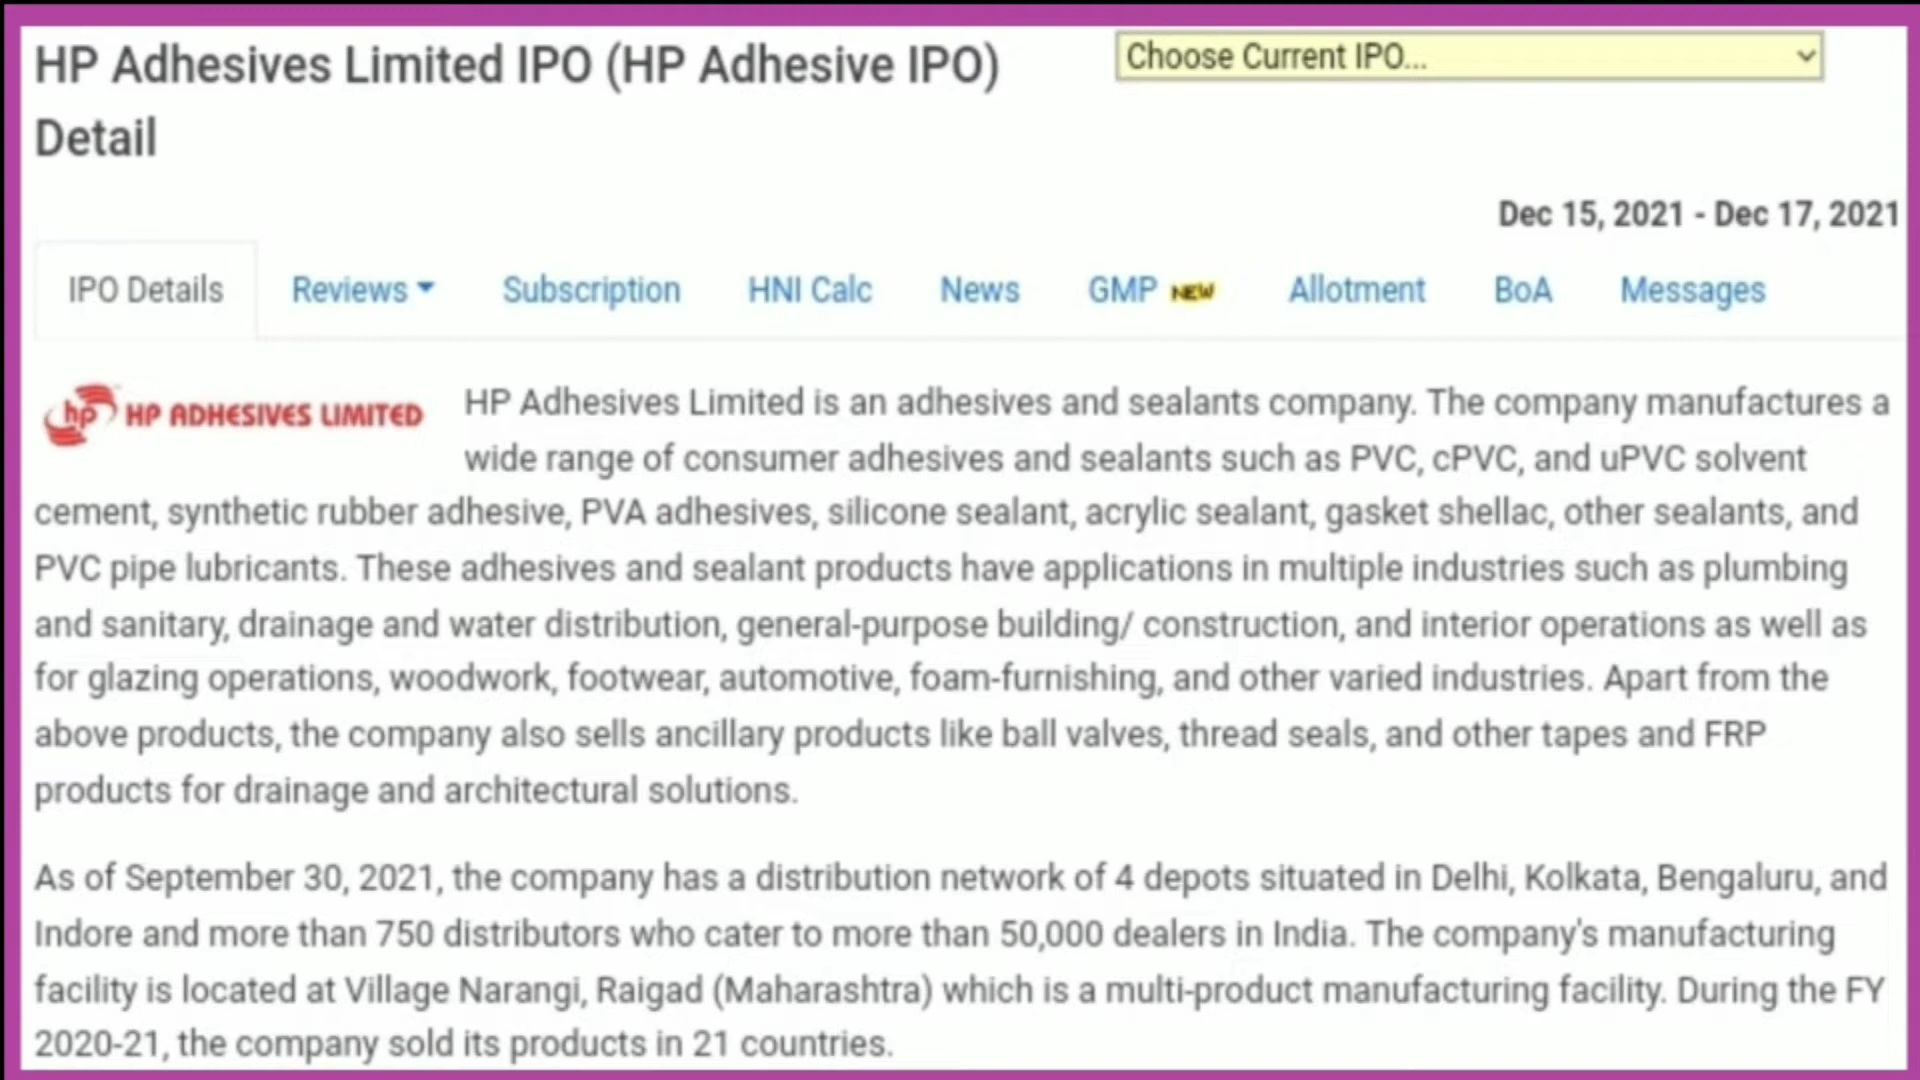 HP Adhesives Limited IPO (HP Adhesive IPO)
Detail
Choose Current IPO...
Dec 15, 2021 - Dec 17, 2021
IPO Details Reviews Subscription HNI Calc News GMP NEW Allotment BoA Messages
hp HP ADHESIVES LIMITED
HP Adhesives Limited is an adhesives and sealants company. The company manufactures a
wide range of consumer adhesives and sealants such as PVC, cPVC, and uPVC solvent
cement, synthetic rubber adhesive, PVA adhesives, silicone sealant, acrylic sealant, gasket shellac, other sealants, and
PVC pipe lubricants. These adhesives and sealant products have applications in multiple industries such as plumbing
and sanitary, drainage and water distribution, general-purpose building/ construction, and interior operations as well as
for glazing operations, woodwork, footwear, automotive, foam-furnishing, and other varied industries. Apart from the
above products, the company also sells ancillary products like ball valves, thread seals, and other tapes and FRP
products for drainage and architectural solutions.
As of September 30, 2021, the company has a distribution network of 4 depots situated in Delhi, Kolkata, Bengaluru, and
Indore and more than 750 distributors who cater to more than 50,000 dealers in India. The company's manufacturing
facility is located at Village Narangi, Raigad (Maharashtra) which is a multi-product manufacturing facility. During the FY
2020-21, the company sold its products in 21 countries.